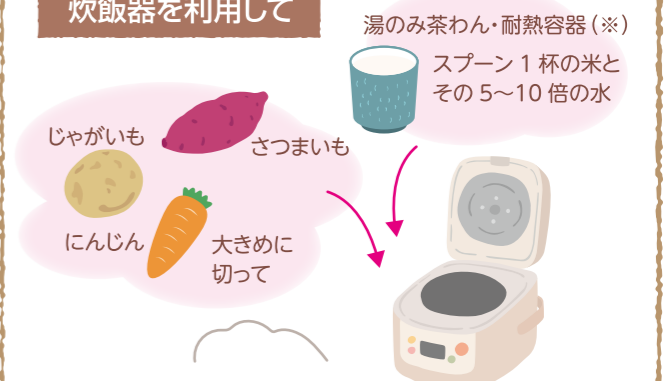 炊飯器を利用して
湯のみ茶わん・耐熱容器（※）
スプーン1杯の米と
その5～10倍の水
じゃがいも
さつまいも
にんじん
大きめに
切って